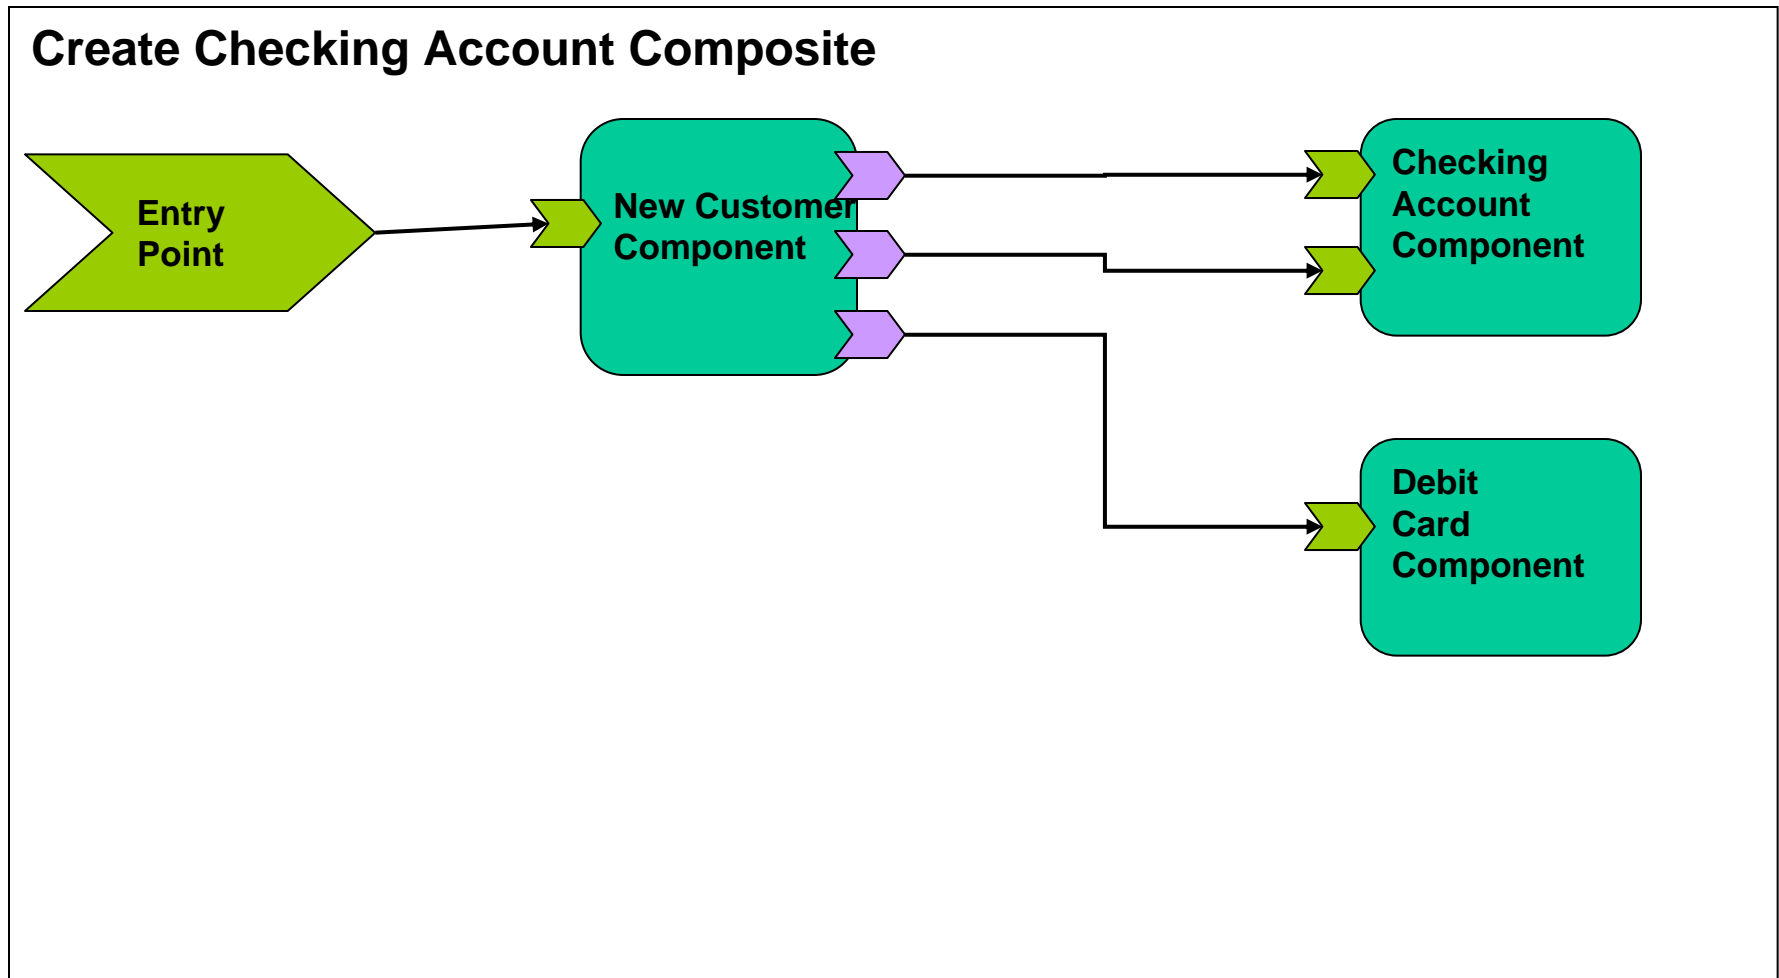 Create Checking Account Composite
Entry
Point
New Customer
Component
Checking
Account
Component
Debit
Card
Component